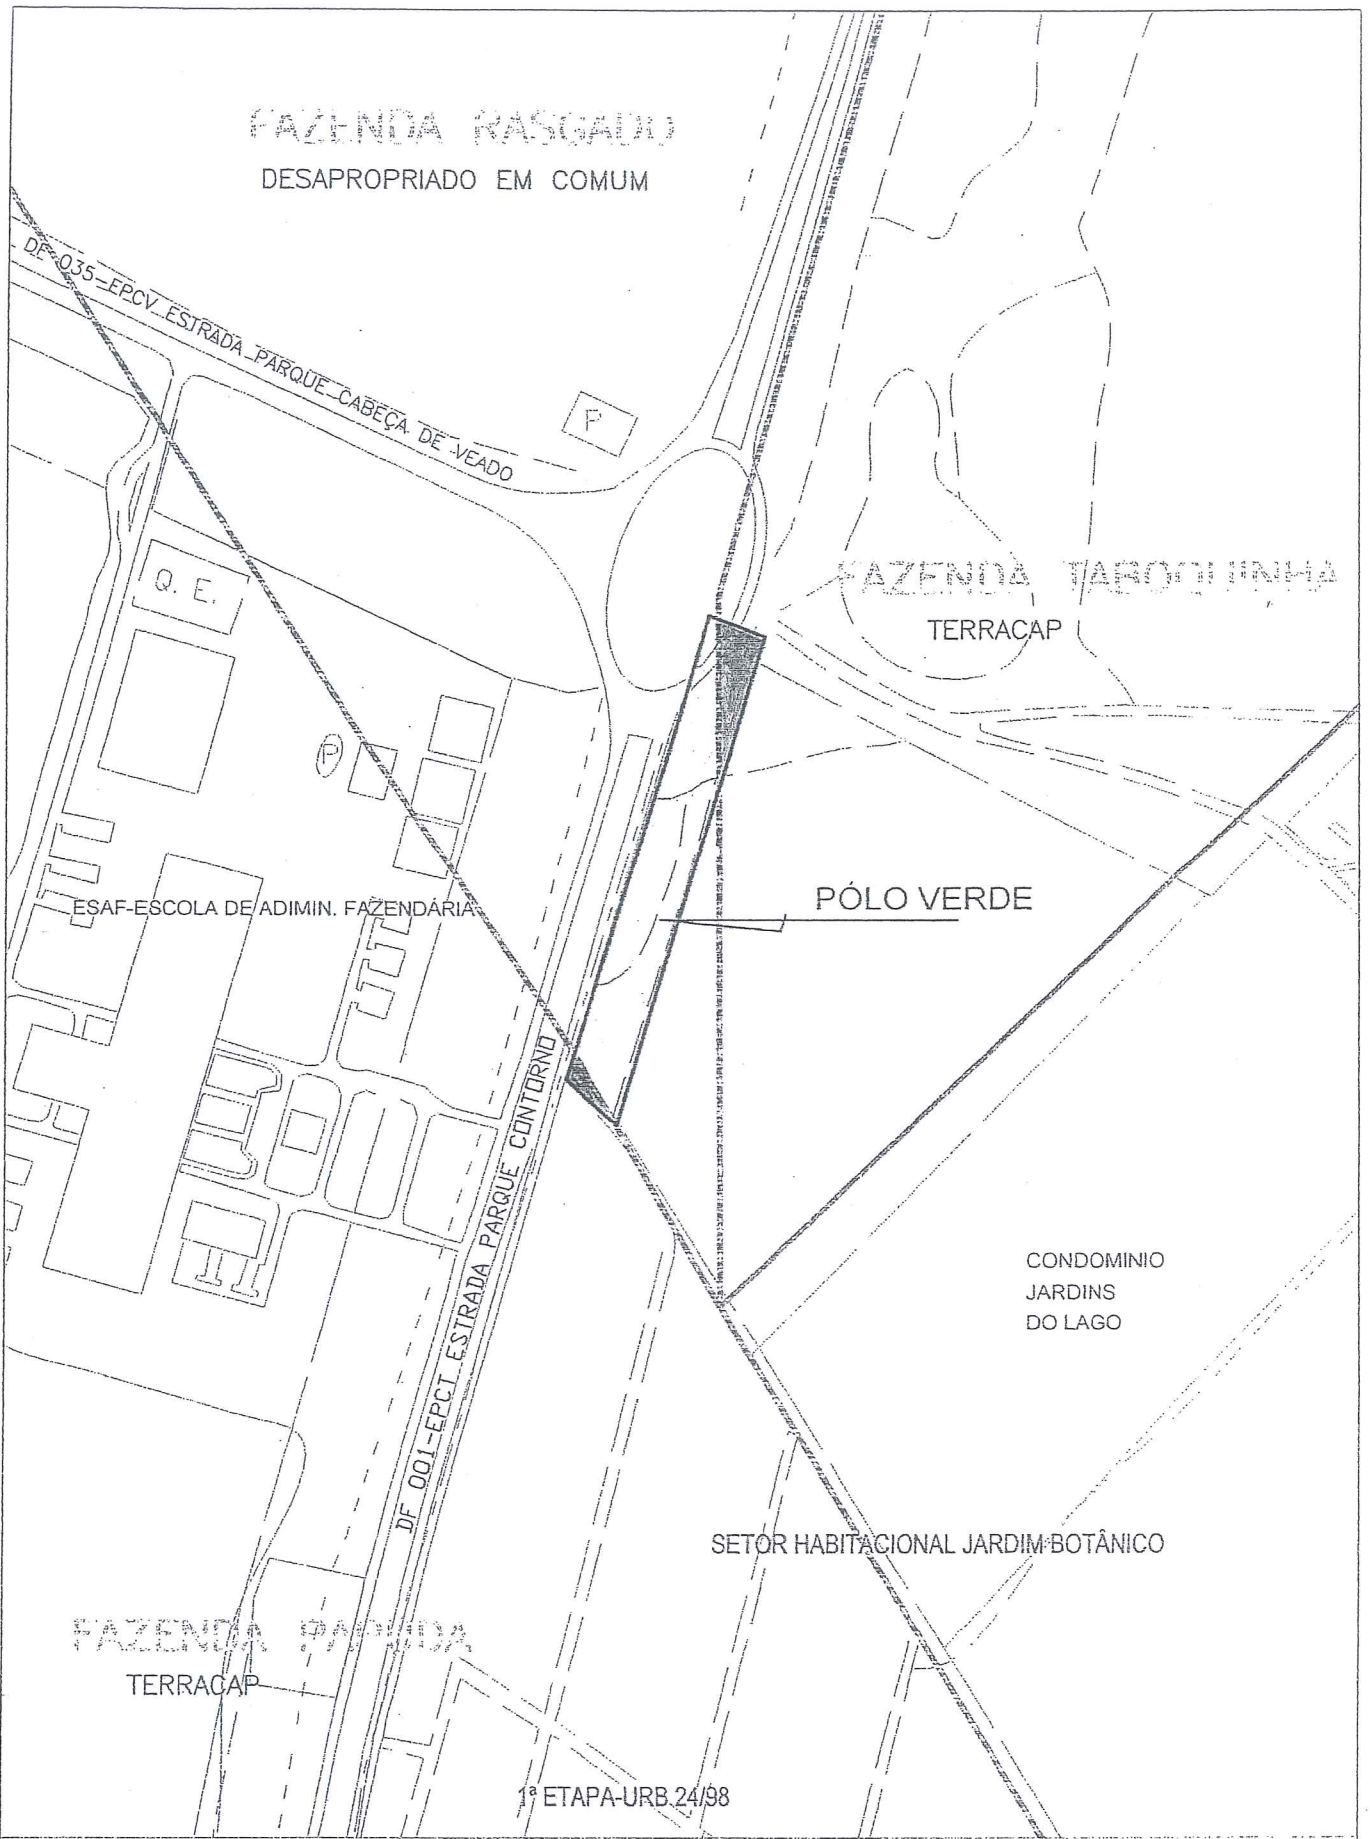 FAZENDA RASGADO
DESAPROPRIADO EM COMUM
DF 035-EPCV ESTRADA PARQUE CABEÇA DE VEADO
P
Q. E.
FAZENDA TABOQUINHA
TERRACAP
P
ESAF-ESCOLA DE ADIMIN. FAZENDÁRIA
PÓLO VERDE
DF 001-EPCT ESTRADA PARQUE CONTORNO
CONDOMINIO
JARDINS
DO LAGO
SETOR HABITACIONAL JARDIM BOTÂNICO
FAZENDA PAPUDA
TERRACAP
1ª ETAPA-URB 24/98